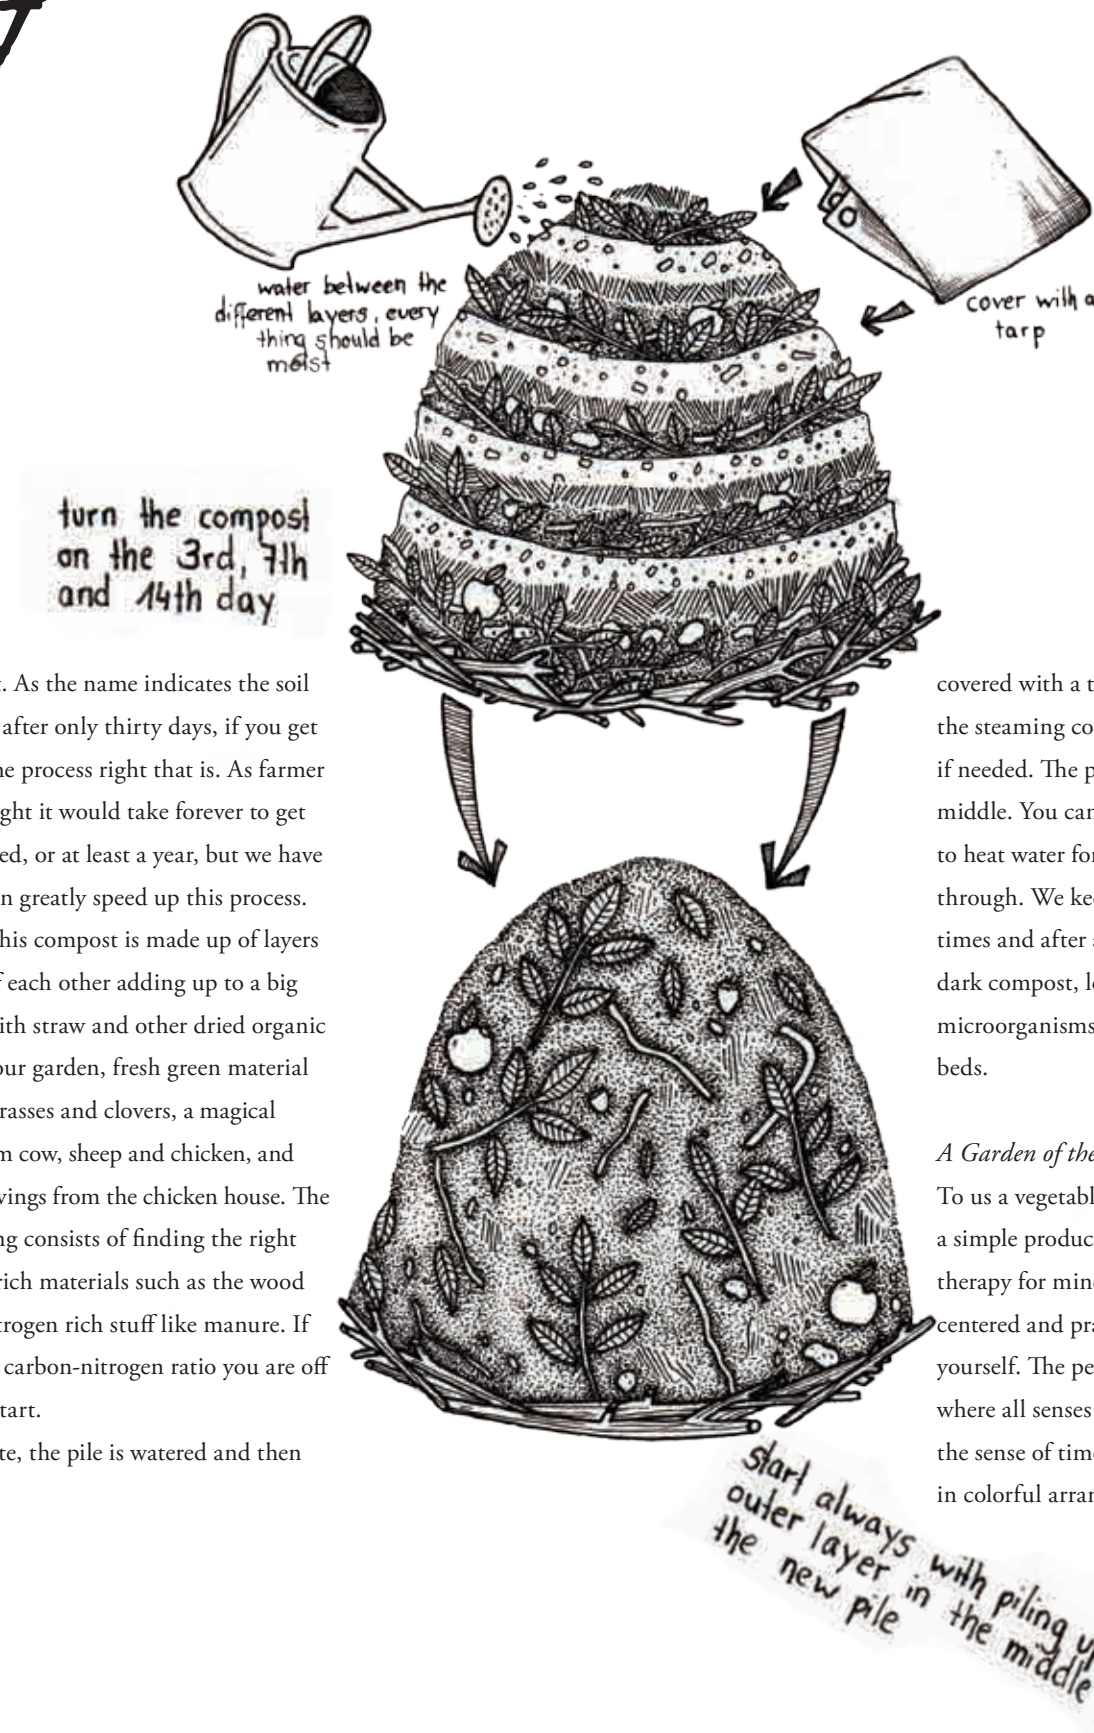 water between the
different layers, every
thing should be
moist
cover with a
tarp
turn the compost
on the 3rd, 7th
and 14th day
. As the name indicates the soil
after only thirty days, if you get
process right that is. As farmer
it would take forever to get
or at least a year, but we have
greatly speed up this process.
his compost is made up of layers
each other adding up to a big
ith straw and other dried organic
our garden, fresh green material
rasses and clovers, a magical
m cow, sheep and chicken, and
wings from the chicken house. The
ng consists of finding the right
rich materials such as the wood
trogen rich stuff like manure. If
carbon-nitrogen ratio you are off
tart.
te, the pile is watered and then
covered with a t
the steaming co
if needed. The p
middle. You can
to heat water for
through. We kee
times and after a
dark compost, l
microorganisms
beds.
A Garden of the
To us a vegetabl
a simple produc
therapy for min
centered and pra
yourself. The pe
where all senses
the sense of time
in colorful arran
start always with piling up
outer layer in the middle
the new pile